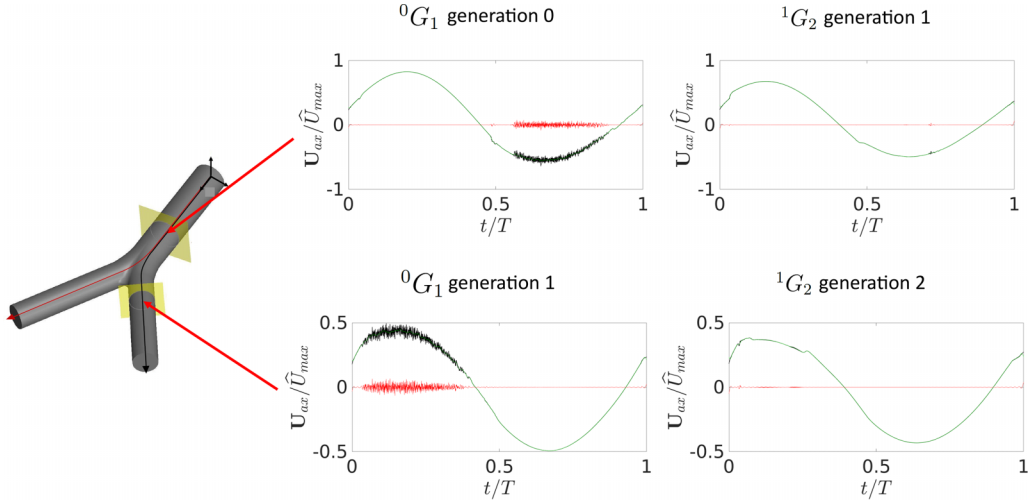 ⁰G₁ generation 0
¹G₂ generation 1
U_ax/Û_max
1
0
-1
0
0.5
1
t/T
U_ax/Û_max
1
0
-1
0
0.5
1
t/T
⁰G₁ generation 1
¹G₂ generation 2
U_ax/Û_max
0.5
0
-0.5
0
0.5
1
t/T
U_ax/Û_max
0.5
0
-0.5
0
0.5
1
t/T